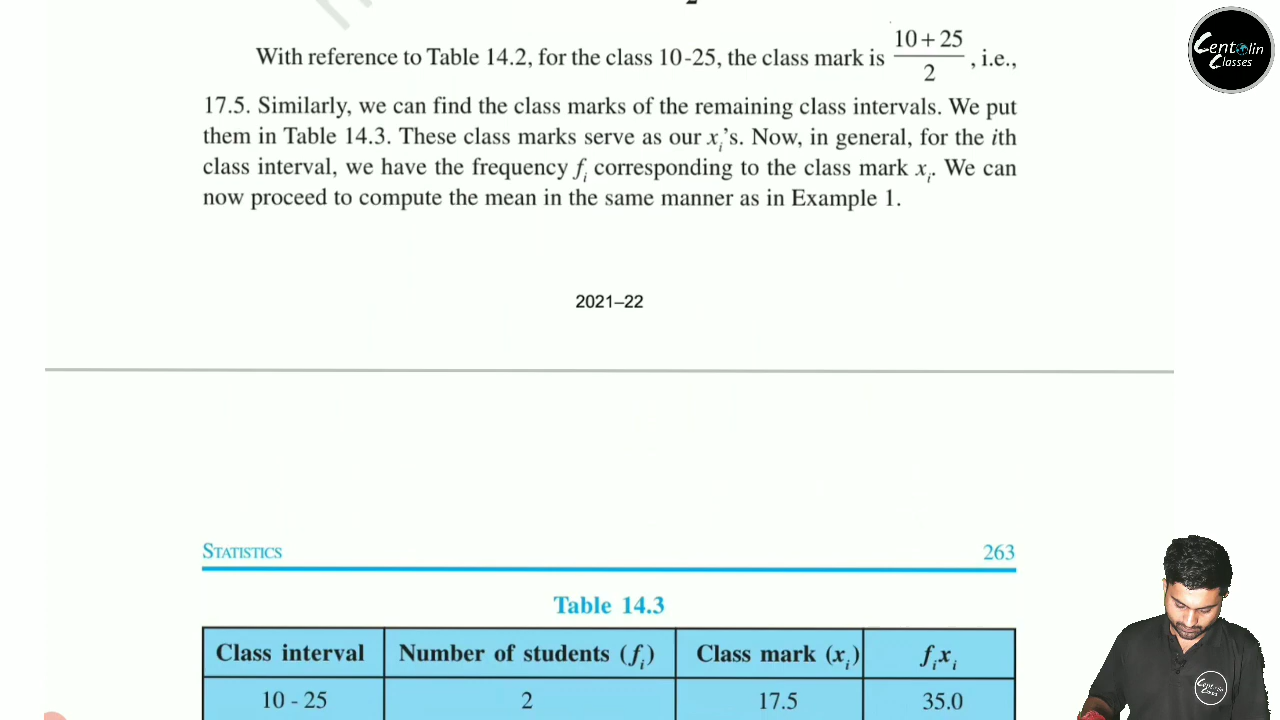 With reference to Table 14.2, for the class 10-25, the class mark is 10 + 25 / 2 , i.e.,
17.5. Similarly, we can find the class marks of the remaining class intervals. We put
them in Table 14.3. These class marks serve as our xᵢ’s. Now, in general, for the ith
class interval, we have the frequency fᵢ corresponding to the class mark xᵢ. We can
now proceed to compute the mean in the same manner as in Example 1.
2021–22
STATISTICS 263
Table 14.3
Class interval Number of students (fᵢ) Class mark (xᵢ) fᵢxᵢ
10 - 25 2 17.5 35.0
Centolin
Classes
Centolin
Classes